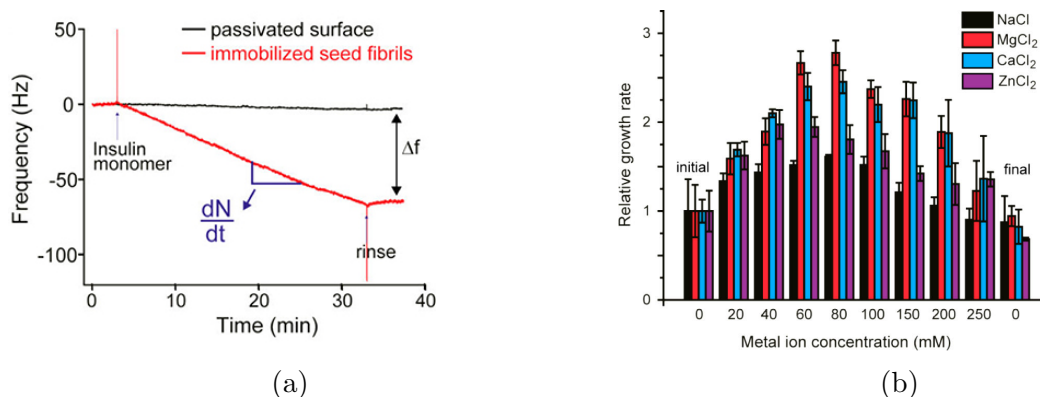 50
0
-50
-100
Frequency (Hz)
passivated surface
immobilized seed fibrils
Insulin
monomer
Δf
dN
dt
rinse
0 10 20 30 40
Time (min)
(a)
NaCl
MgCl2
CaCl2
ZnCl2
3
2
1
0
Relative growth rate
initial
final
0 20 40 60 80 100 150 200 250 0
Metal ion concentration (mM)
(b)